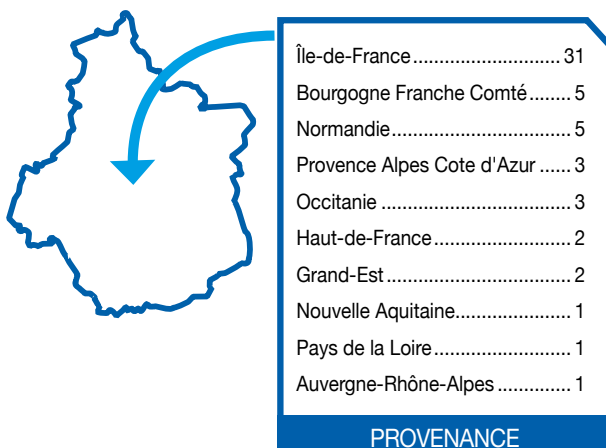 Île-de-France............................ 31
Bourgogne Franche Comté........ 5
Normandie................................... 5
Provence Alpes Cote d'Azur ...... 3
Occitanie .................................... 3
Haut-de-France........................... 2
Grand-Est.................................... 2
Nouvelle Aquitaine...................... 1
Pays de la Loire.......................... 1
Auvergne-Rhône-Alpes .............. 1
PROVENANCE